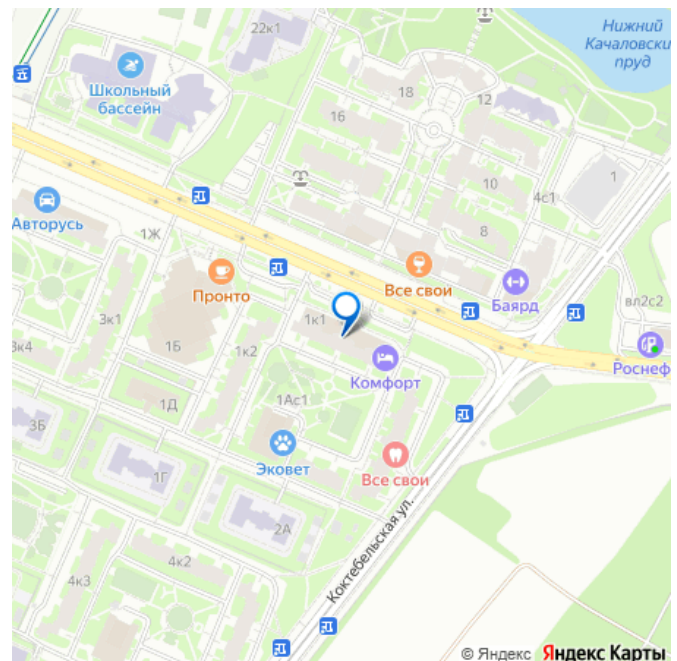 22к1
Нижний
Качаловски
пруд
Школьный
бассейн
18
12
16
10
1
4с1
8
Авторусь
1Ж
Пронто
Все свои
Баярд
вл2с2
3к1
1к1
Роснеф
3к4
1Б
1к2
Комфорт
1Ас1
1Д
3Б
Эковет
Все свои
1Г
2А
4к2
4к3
Коктебельская ул.
© Яндекс Яндекс Карты